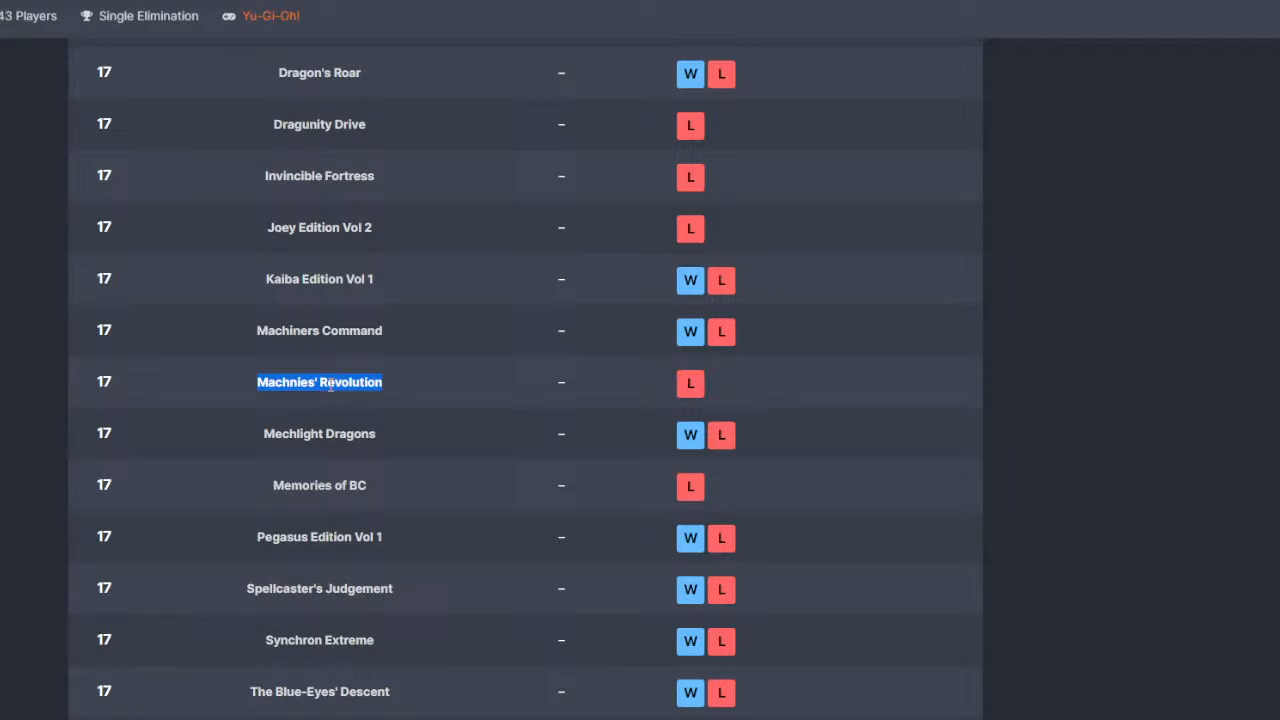 43 Players Single Elimination Yu-Gi-Oh!
17 Dragon's Roar – W L
17 Dragunity Drive – L
17 Invincible Fortress – L
17 Joey Edition Vol 2 – L
17 Kaiba Edition Vol 1 – W L
17 Machiners Command – W L
17 Machnies' Revolution – L
17 Mechlight Dragons – W L
17 Memories of BC – L
17 Pegasus Edition Vol 1 – W L
17 Spellcaster's Judgement – W L
17 Synchron Extreme – W L
17 The Blue-Eyes' Descent – W L